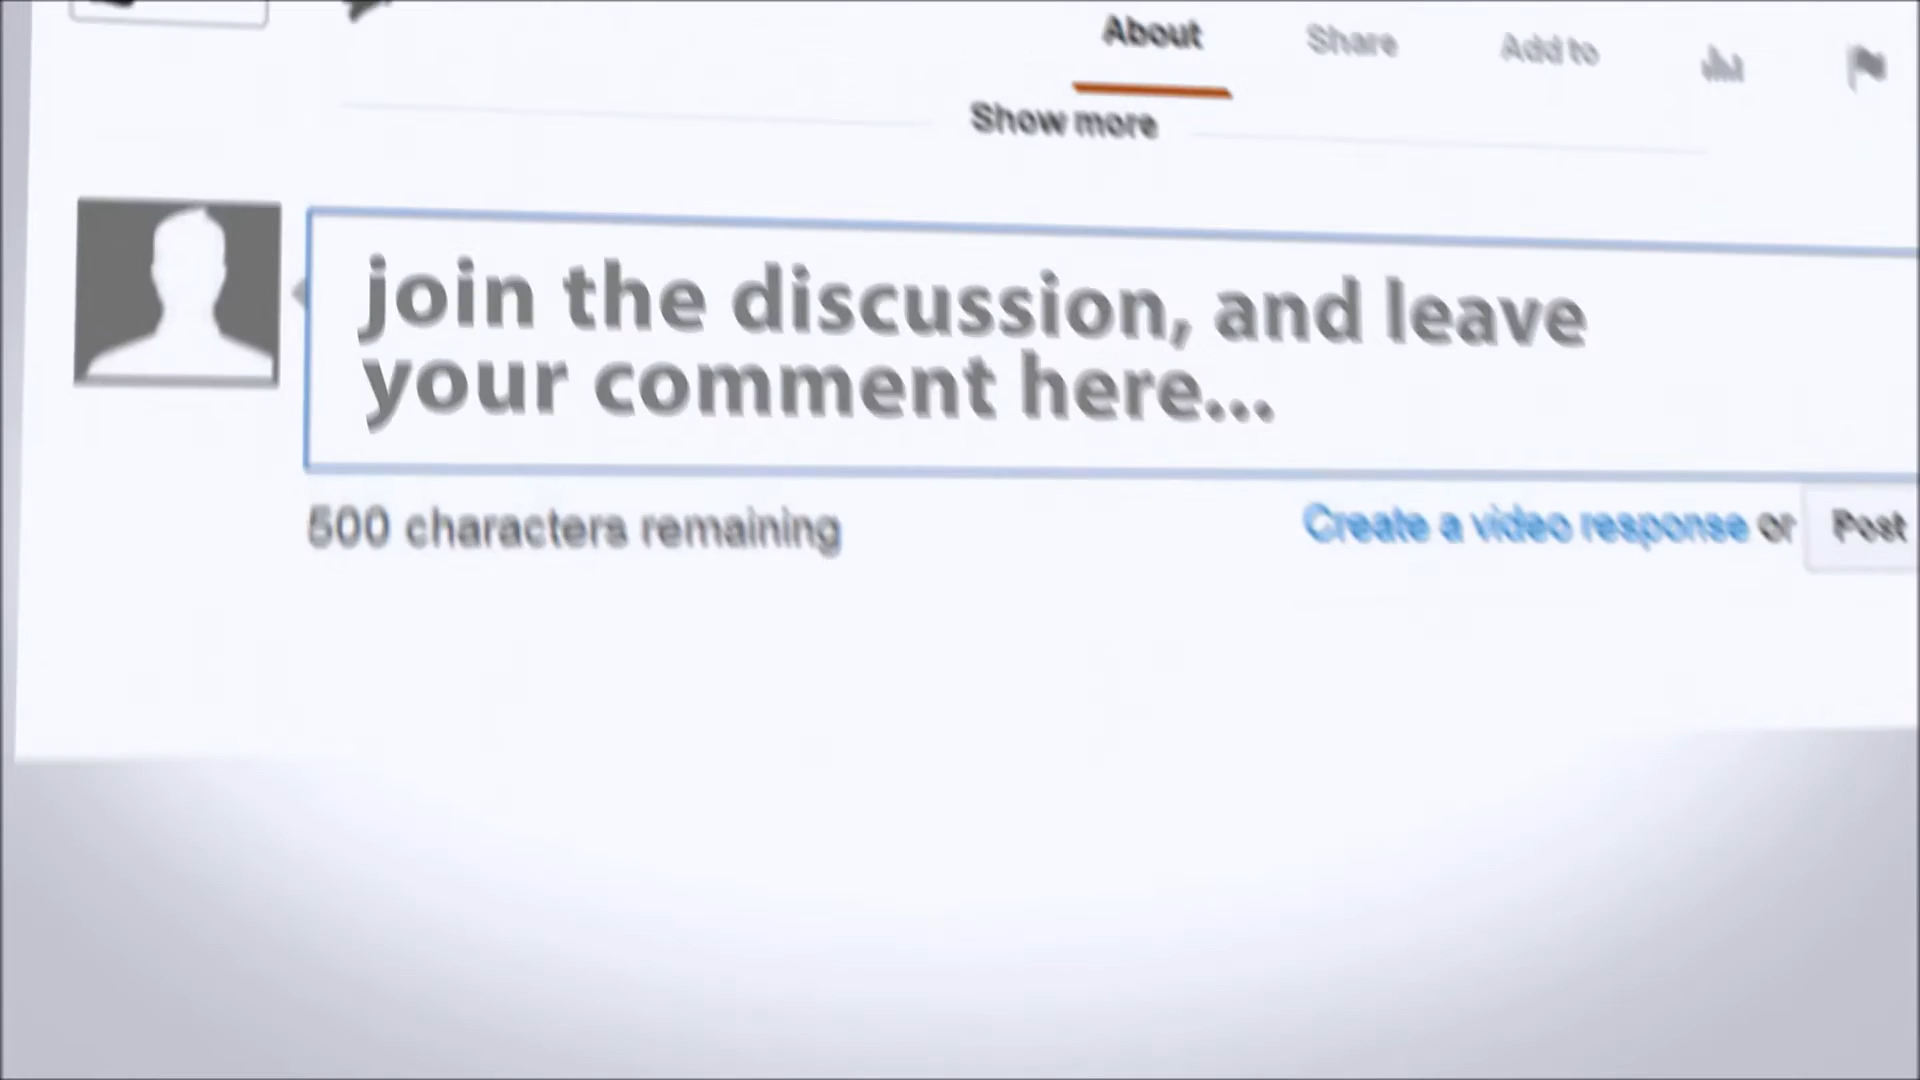 About Share Add to
Show more
join the discussion, and leave
your comment here...
500 characters remaining
Create a video response or Post